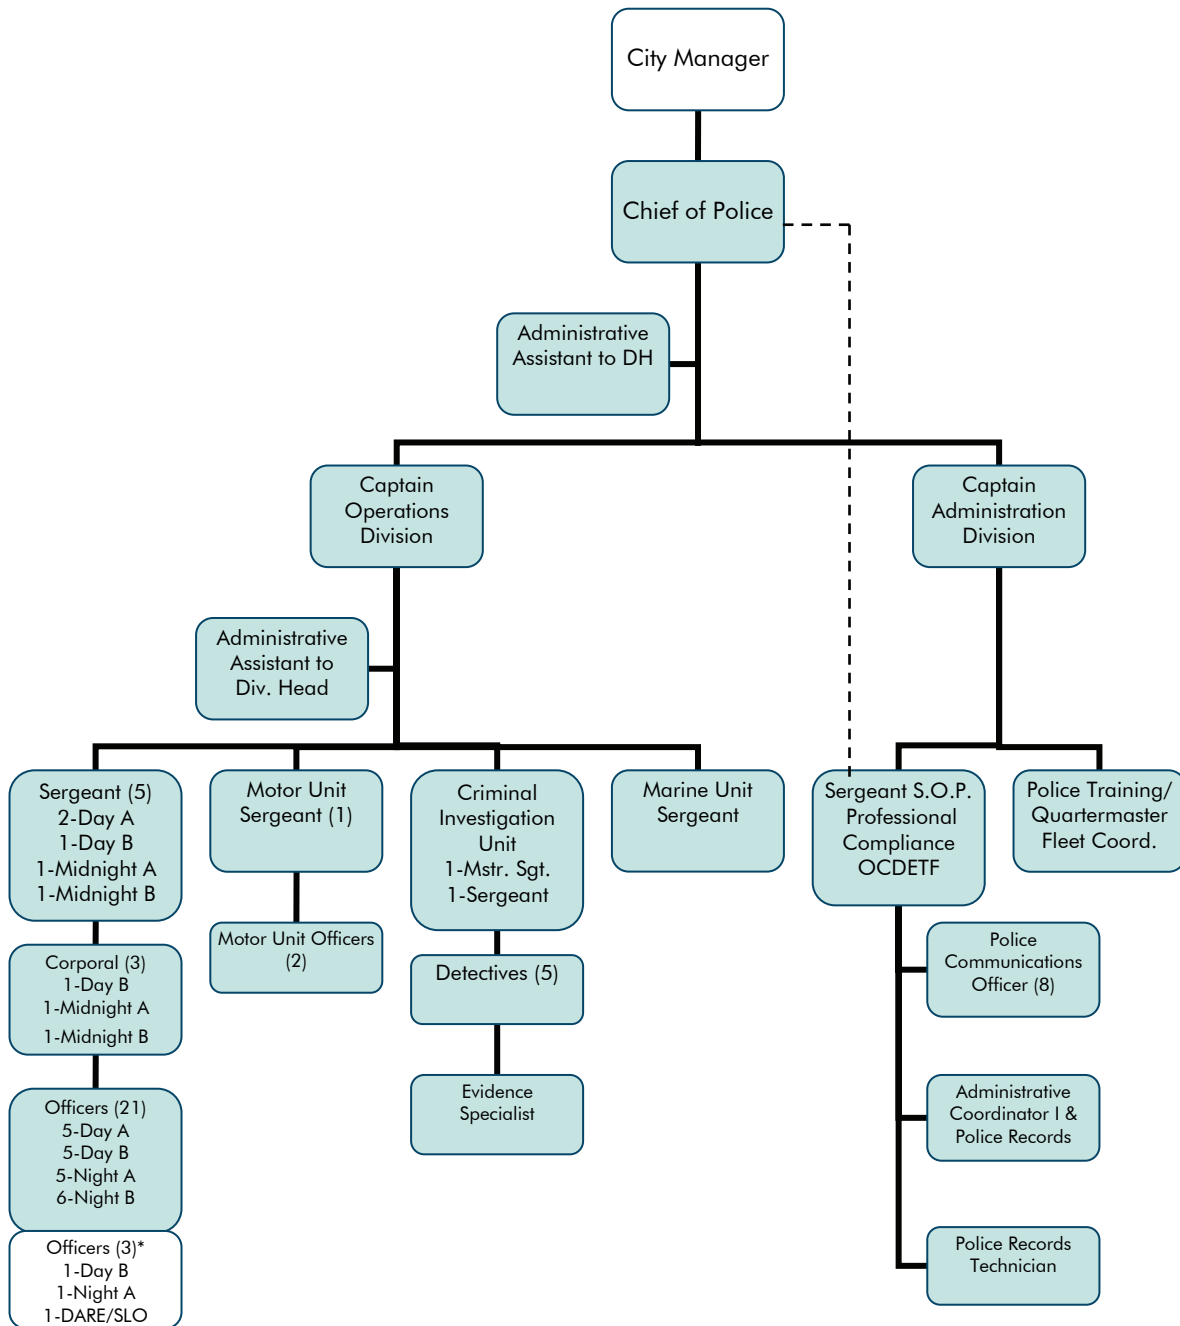 City Manager
Chief of Police
Administrative
Assistant to DH
Captain
Operations
Division
Captain
Administration
Division
Administrative
Assistant to
Div. Head
Sergeant (5)
2-Day A
1-Day B
1-Midnight A
1-Midnight B
Motor Unit
Sergeant (1)
Criminal
Investigation
Unit
1-Mstr. Sgt.
1-Sergeant
Marine Unit
Sergeant
Sergeant S.O.P.
Professional
Compliance
OCDETF
Police Training/
Quartermaster
Fleet Coord.
Corporal (3)
1-Day B
1-Midnight A
1-Midnight B
Motor Unit Officers
(2)
Detectives (5)
Police
Communications
Officer (8)
Officers (21)
5-Day A
5-Day B
5-Night A
6-Night B
Evidence
Specialist
Administrative
Coordinator I &
Police Records
Officers (3)*
1-Day B
1-Night A
1-DARE/SLO
Police Records
Technician